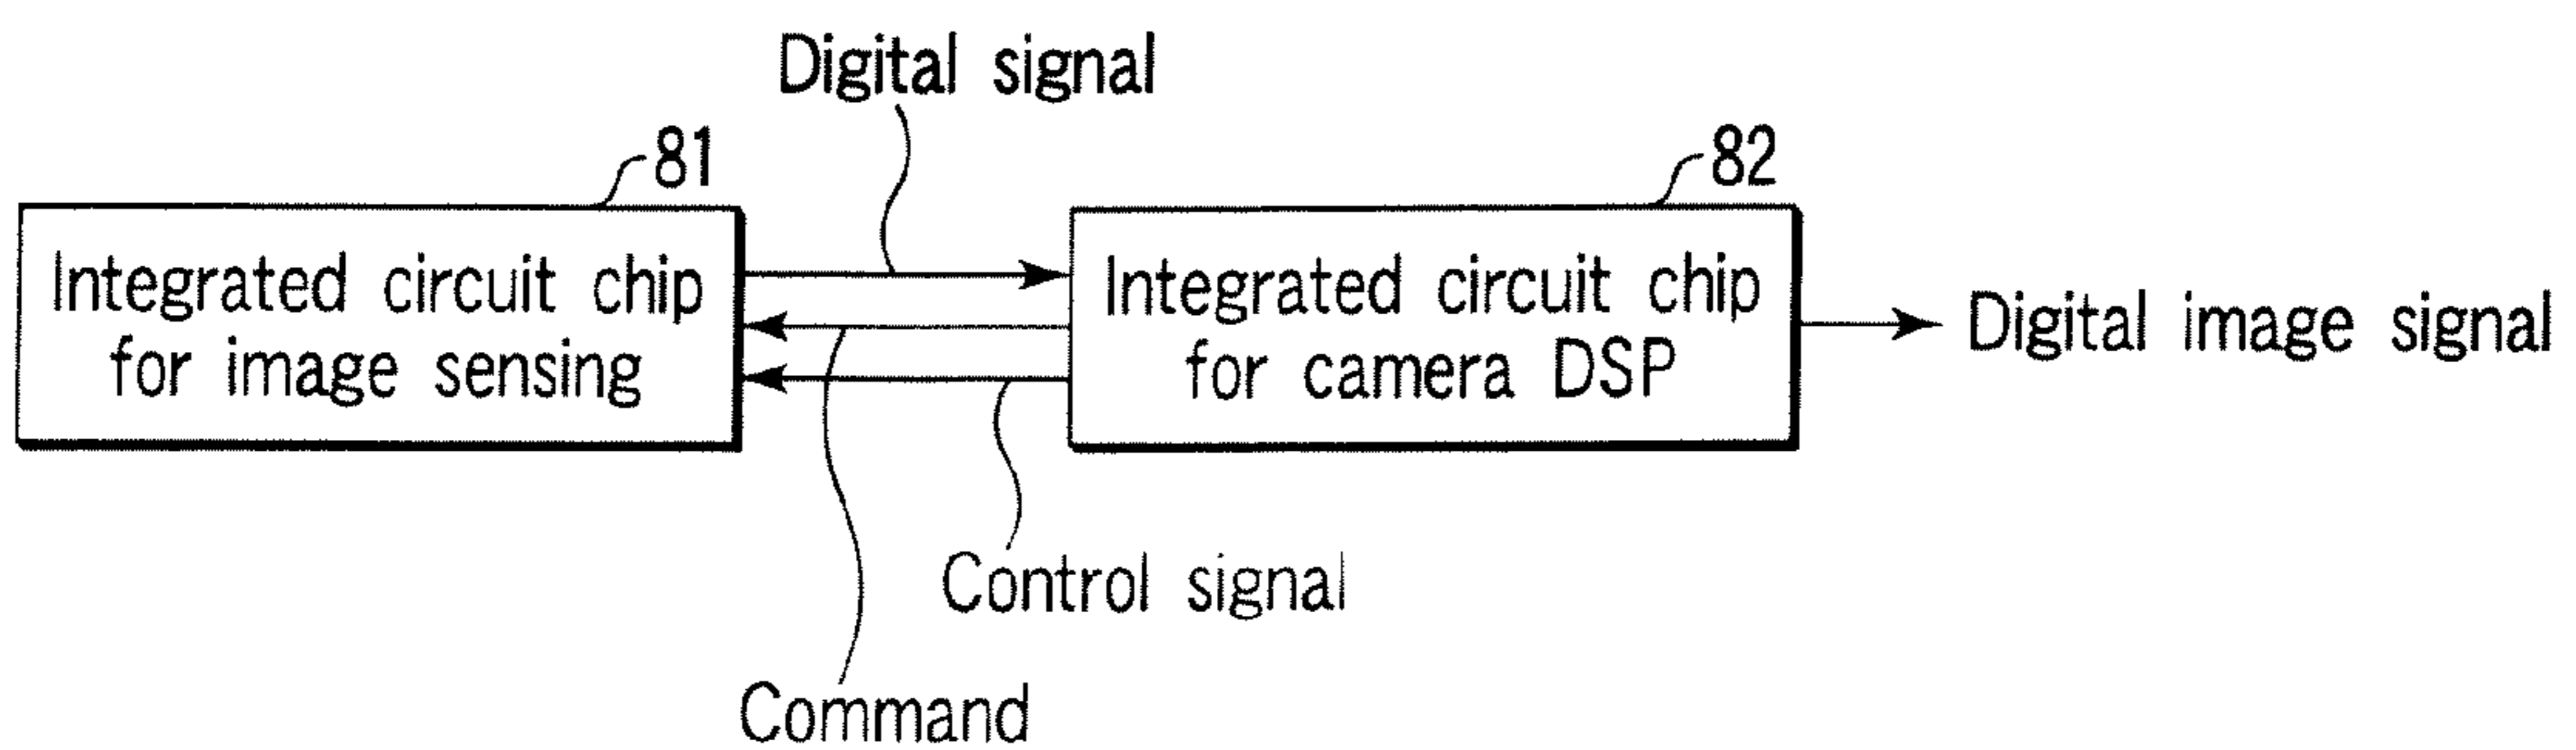 Digital signal
81
82
Integrated circuit chip
for image sensing
Integrated circuit chip
for camera DSP
Digital image signal
Control signal
Command